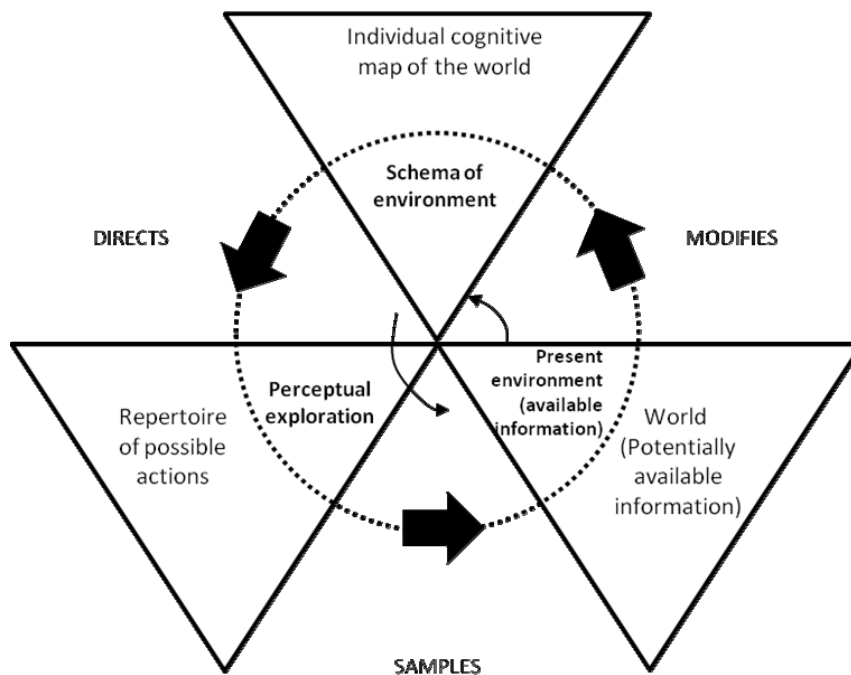 Individual cognitive
map of the world
Schema of
environment
DIRECTS
MODIFIES
Perceptual
exploration
Repertoire
of possible
actions
Present
environment
(available
information)
World
(Potentially
available
information)
SAMPLES